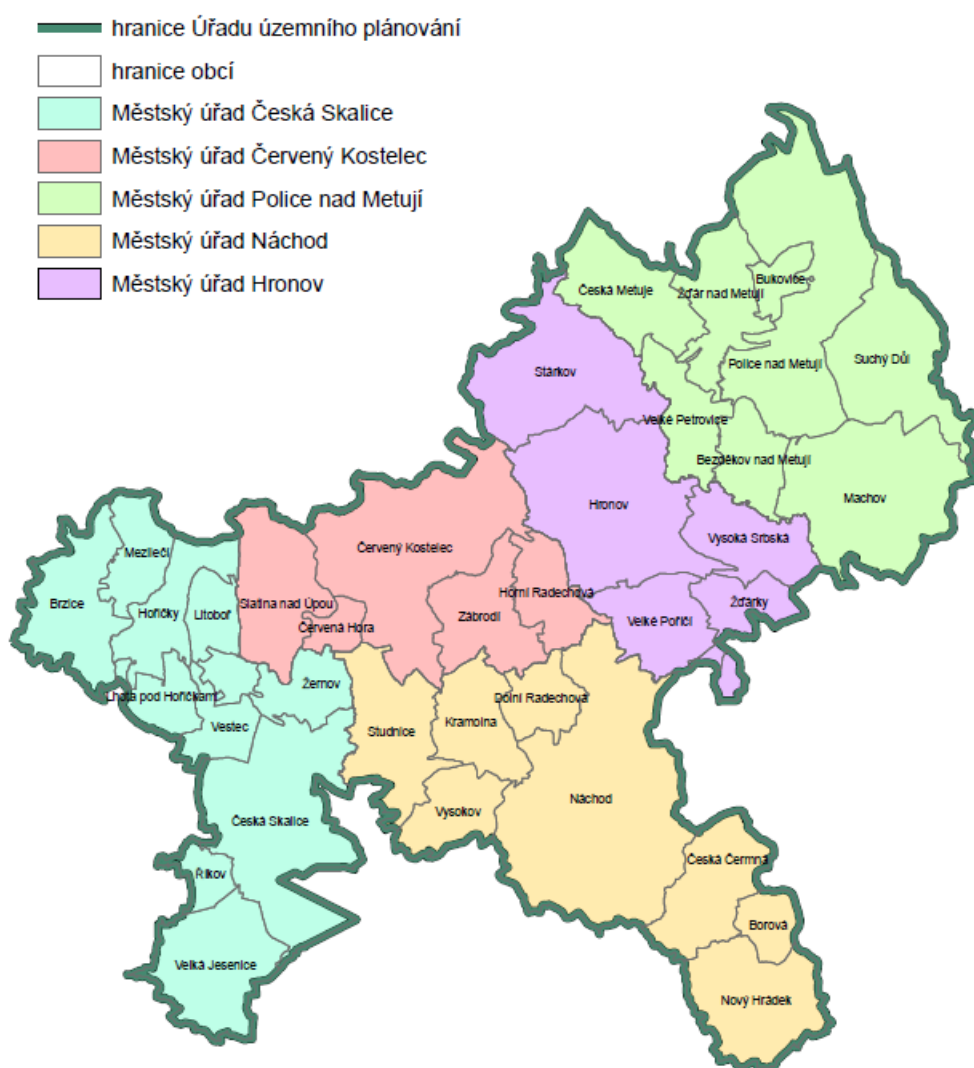 hranice Úřadu územního plánování
hranice obcí
Městský úřad Česká Skalice
Městský úřad Červený Kostelec
Městský úřad Police nad Metují
Městský úřad Náchod
Městský úřad Hronov
Bukovice
Česká Metuje
Žďár nad Metují
Police nad Metují
Suchý Důl
Stárkov
Velké Petrovice
Bezděkov nad Metují
Machov
Hronov
Vysoká Srbská
Červený Kostelec
Mezilečí
Brzice
Hořičky
Litoboř
Slatina nad Úpou
Červená Hora
Zábrodí
Horní Radechová
Velké Poříčí
Žďárky
Žernov
Lhota pod Hořičkami
Vestec
Studnice
Kramolna
Dolní Radechová
Náchod
Vysokov
Česká Skalice
Říkov
Česká Čermná
Borová
Velká Jesenice
Nový Hrádek